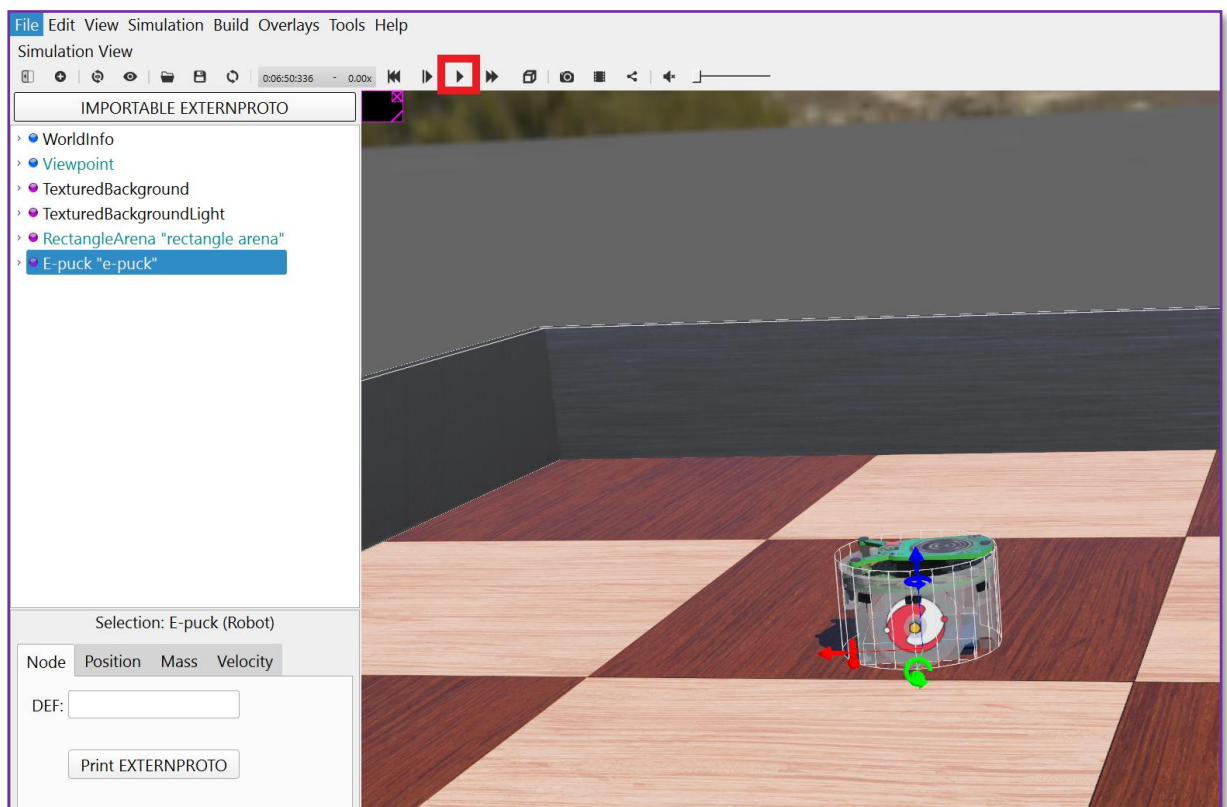 File Edit View Simulation Build Overlays Tools Help
Simulation View
0:06:50:336 - 0.00x
IMPORTABLE EXTERNPROTO
WorldInfo
Viewpoint
TexturedBackground
TexturedBackgroundLight
RectangleArena "rectangle arena"
E-puck "e-puck"
Selection: E-puck (Robot)
Node Position Mass Velocity
DEF:
Print EXTERNPROTO